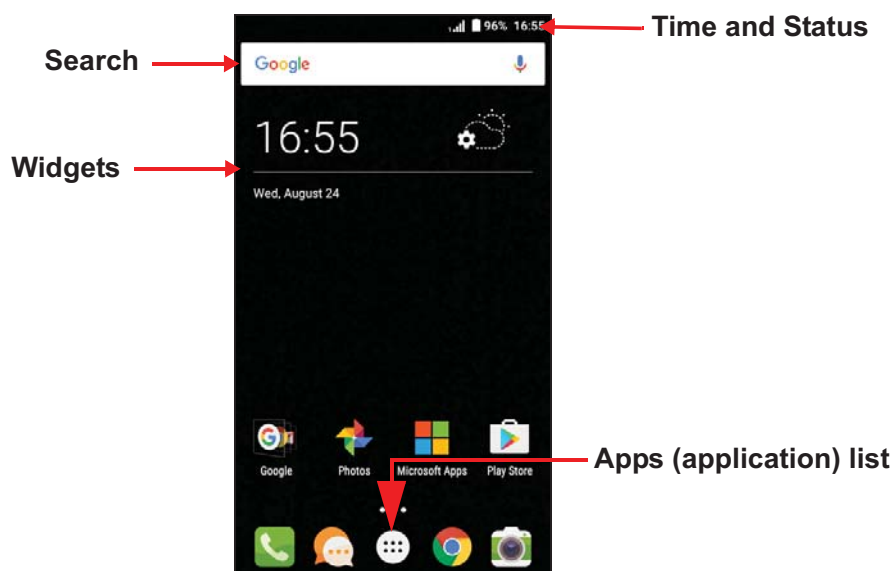 96% 16:55
Time and Status
Search
Google
16:55
Widgets
Wed, August 24
Google Photos Microsoft Apps Play Store
Apps (application) list